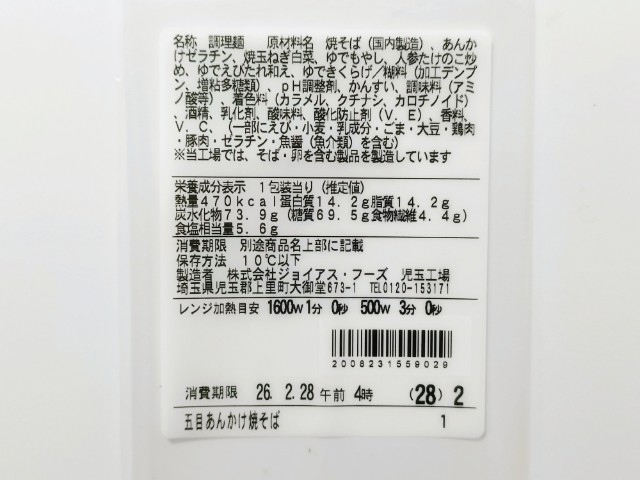 名称　調理麺　原材料名　焼そば（国内製造）、あんか
けゼラチン、焼玉ねぎ白菜、ゆでもやし、人参たけのこ炒
め、ゆでえびたれ和え、ゆできくらげ／糊料（加工デンプ
ン、増粘多糖類）、ｐＨ調整剤、かんすい、調味料（アミ
ノ酸等）、着色料（カラメル、クチナシ、カロチノイド）
、酒精、乳化剤、酸味料、酸化防止剤（Ｖ．Ｅ）、香料、
Ｖ．Ｃ、（一部にえび・小麦・乳成分・ごま・大豆・鶏肉
・豚肉・ゼラチン・魚醤（魚介類）を含む）
※当工場では、そば・卵を含む製品を製造しています
栄養成分表示　１包装当り（推定値）
熱量４７０ｋｃａｌ蛋白質１４．２ｇ脂質１４．２ｇ
炭水化物７３．９ｇ（糖質６９．５ｇ食物繊維４．４ｇ）
食塩相当量５．６ｇ
消費期限　別途商品名上部に記載
保存方法　１０℃以下
製造者　株式会社ジョイアス・フーズ　児玉工場
埼玉県児玉郡上里町大御堂673-1　TEL0120-153171
レンジ加熱目安　1600W 1分 0秒　500W 3分 0秒
2008231559029
消費期限　26. 2.28 午前 4時　(28) 2
五目あんかけ焼そば　1